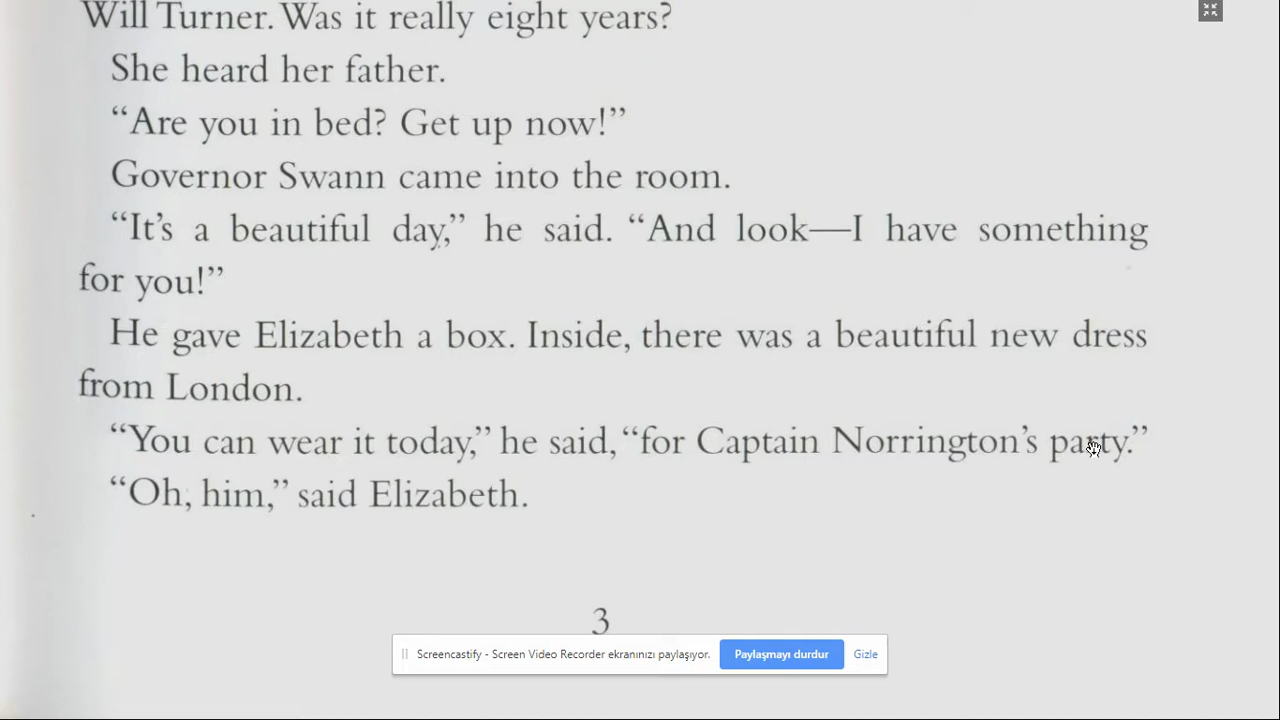 Will Turner. Was it really eight years?
She heard her father.
“Are you in bed? Get up now!”
Governor Swann came into the room.
“It’s a beautiful day,” he said. “And look—I have something
for you!”
He gave Elizabeth a box. Inside, there was a beautiful new dress
from London.
“You can wear it today,” he said, “for Captain Norrington’s party.”
“Oh, him,” said Elizabeth.
3
Screencastify - Screen Video Recorder ekranınızı paylaşıyor. Paylaşmayı durdur Gizle